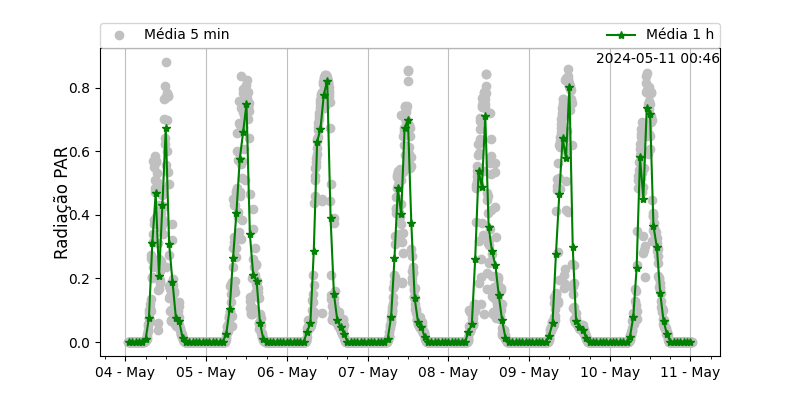 Média 5 min
Média 1 h
2024-05-11 00:46
Radiação PAR
0.8
0.6
0.4
0.2
0.0
04 - May
05 - May
06 - May
07 - May
08 - May
09 - May
10 - May
11 - May